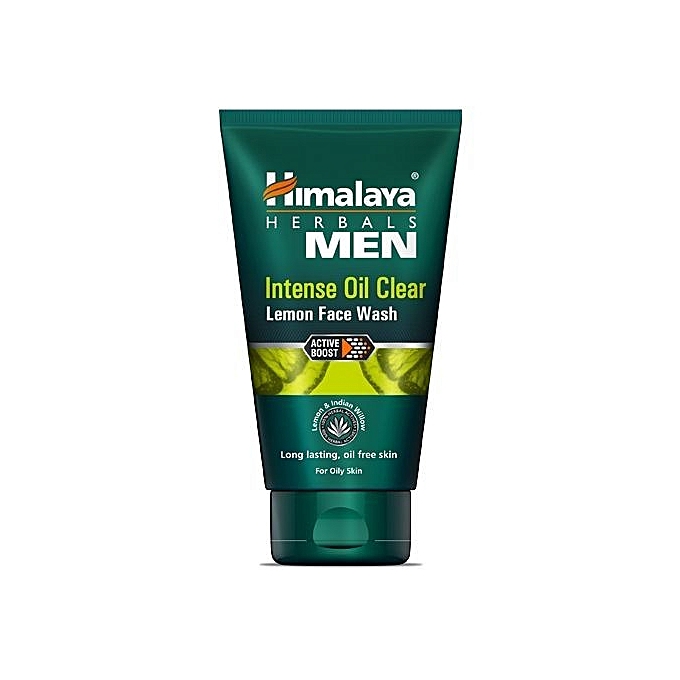 Himalaya®
HERBALS
MEN
Intense Oil Clear
Lemon Face Wash
ACTIVE
BOOST
Lemon & Indian Willow
Long lasting, oil free skin
For Oily Skin